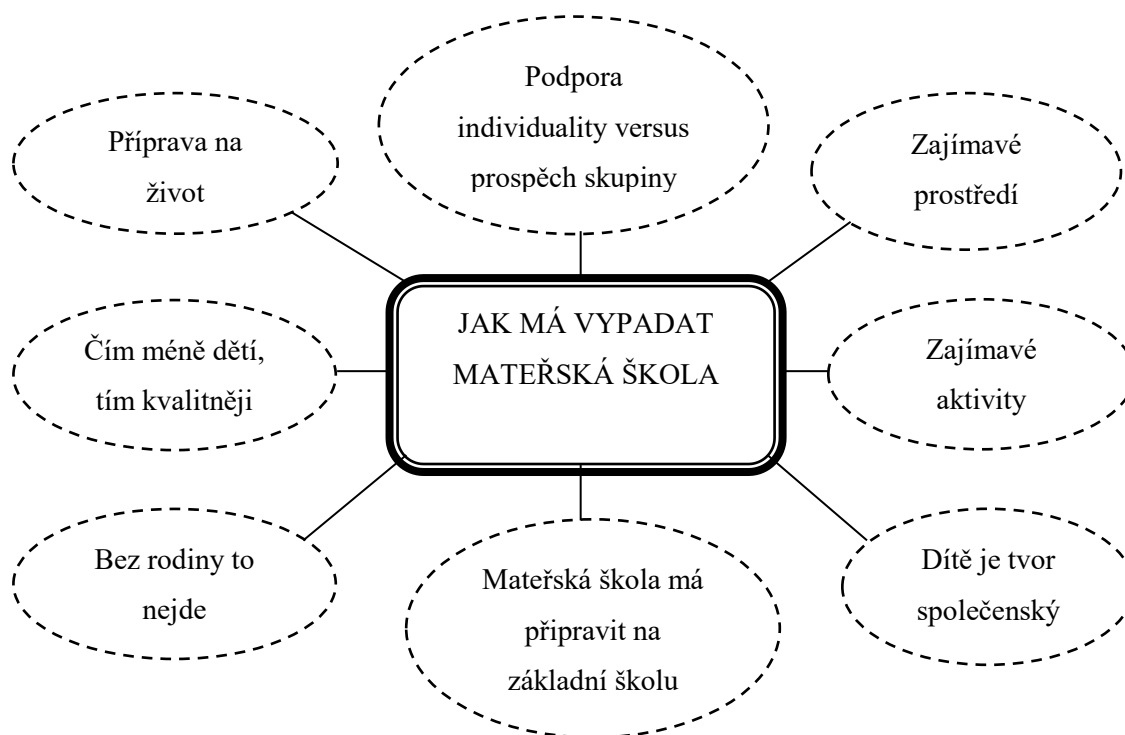 Podpora
individuality versus
prospěch skupiny
Příprava na
život
Zajímavé
prostředí
JAK MÁ VYPADAT
MATEŘSKÁ ŠKOLA
Čím méně dětí,
tím kvalitněji
Zajímavé
aktivity
Bez rodiny to
nejde
Mateřská škola má
připravit na
základní školu
Dítě je tvor
společenský